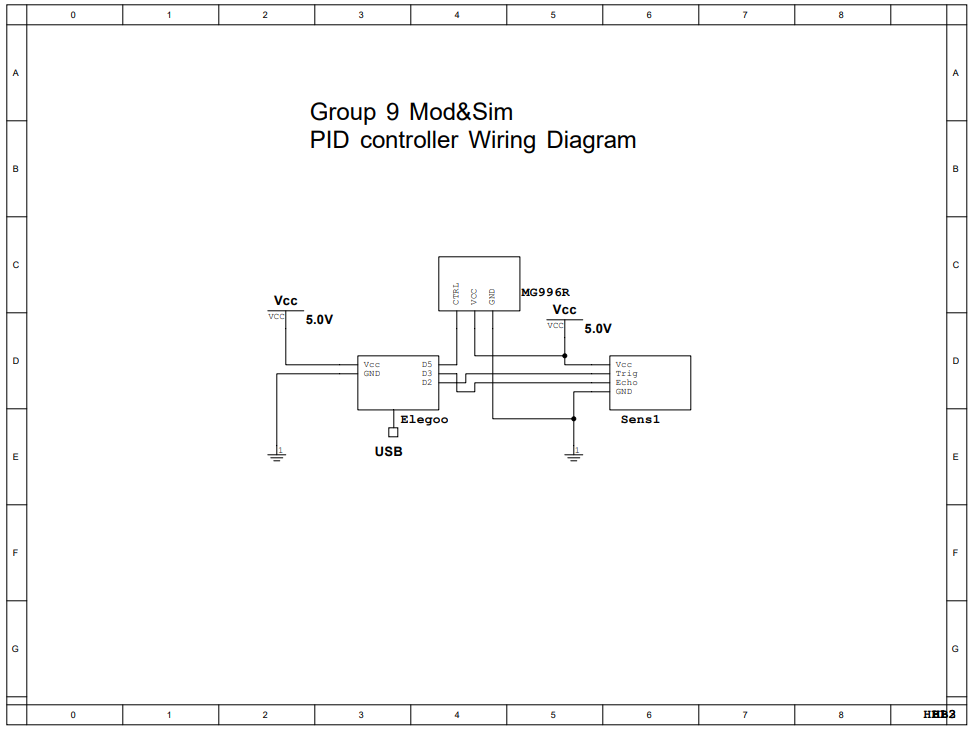 0 1 2 3 4 5 6 7 8
A A
Group 9 Mod&Sim
PID controller Wiring Diagram
B B
C C
CTRL VCC GND
MG996R
Vcc
VCC
5.0V
Vcc
VCC
5.0V
D D
Vcc D5
GND D3
D2
Elegoo
USB
Vcc
Trig
Echo
GND
Sens1
1
1
E E
F F
G G
0 1 2 3 4 5 6 7 8